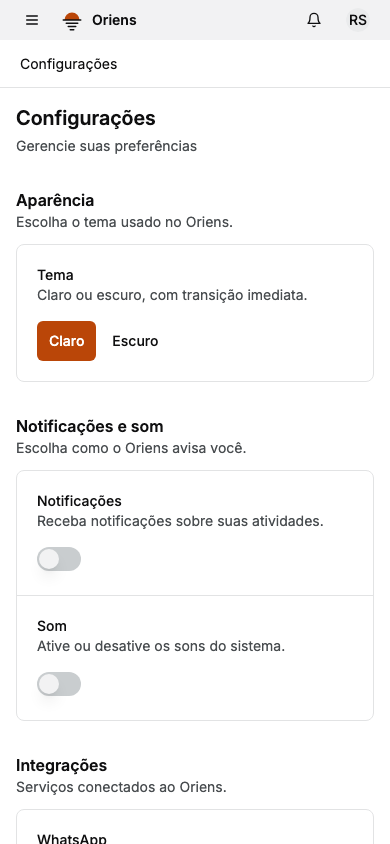 Oriens
RS
Configurações
Configurações
Gerencie suas preferências
Aparência
Escolha o tema usado no Oriens.
Tema
Claro ou escuro, com transição imediata.
Claro
Escuro
Notificações e som
Escolha como o Oriens avisa você.
Notificações
Receba notificações sobre suas atividades.
Som
Ative ou desative os sons do sistema.
Integrações
Serviços conectados ao Oriens.
WhatsApp